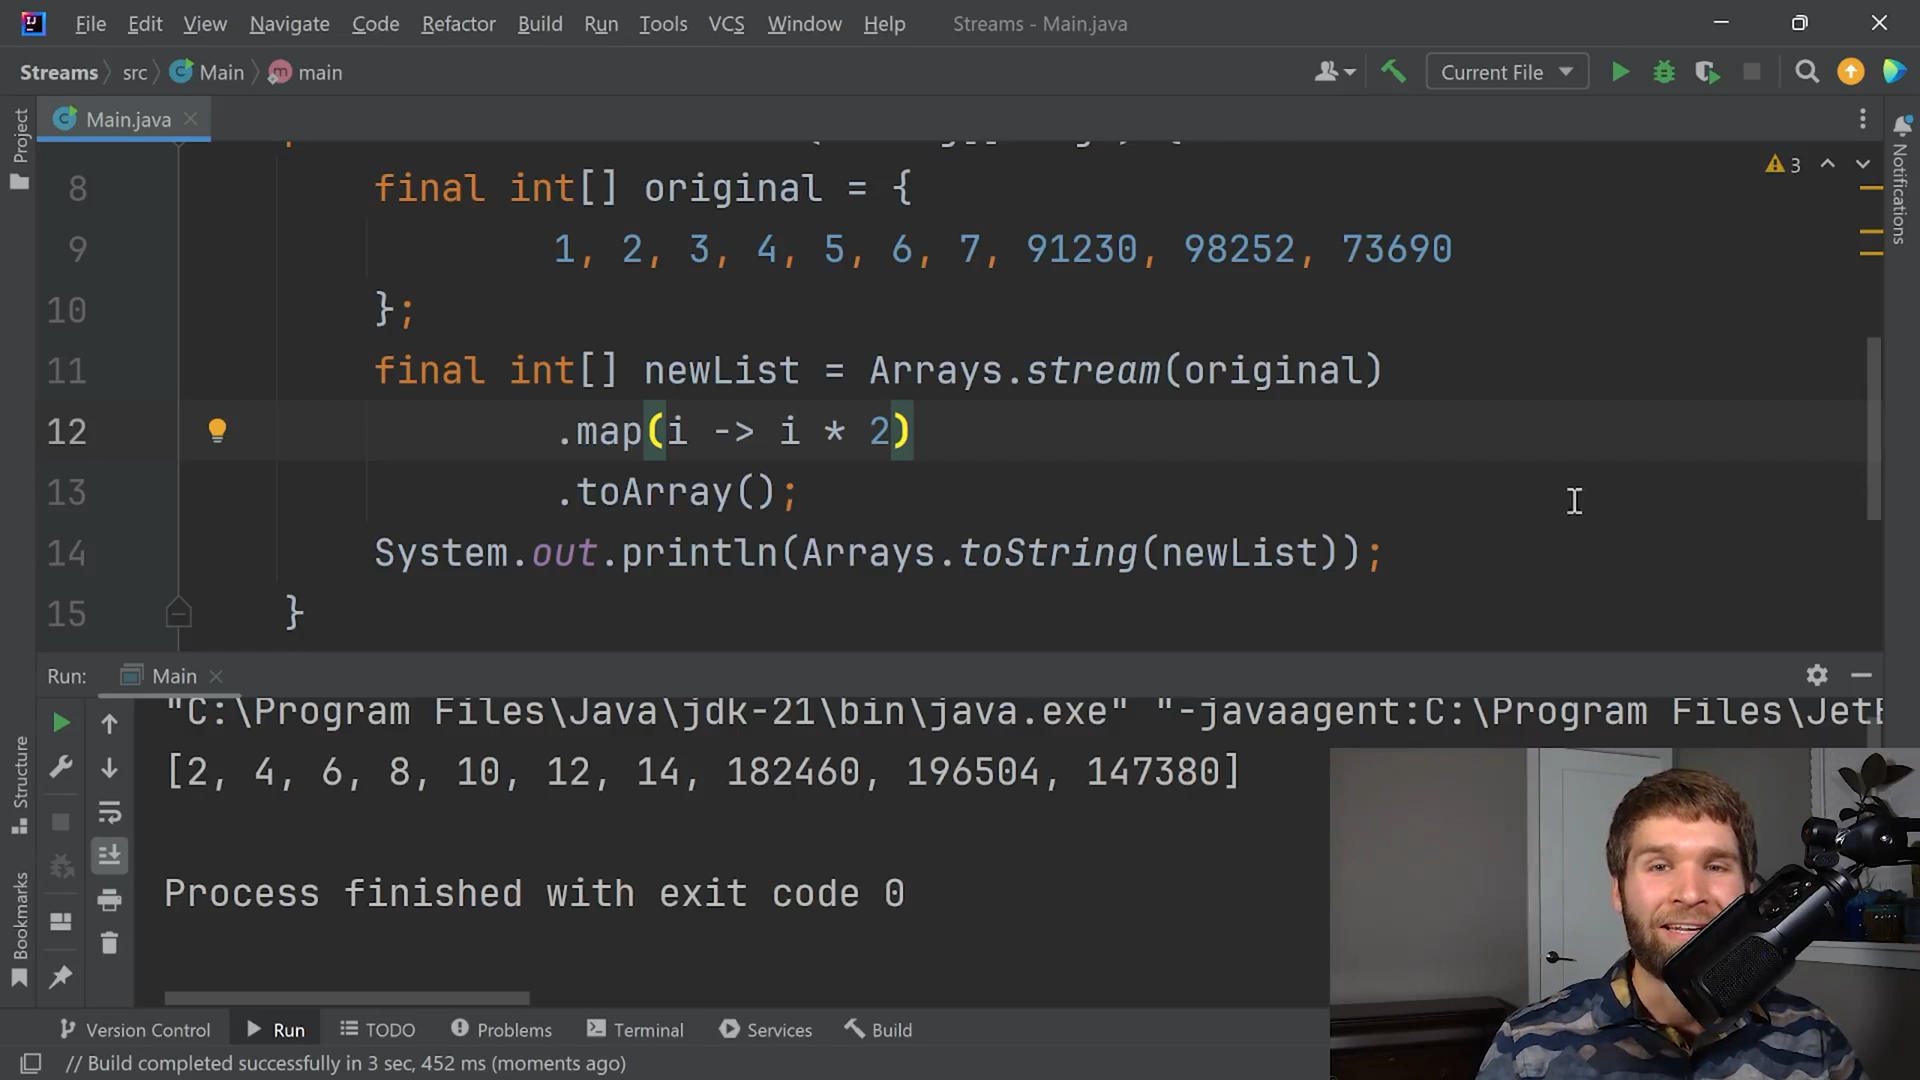 File Edit View Navigate Code Refactor Build Run Tools VCS Window Help Streams - Main.java
Streams src Main main Current File
Project
Main.java
3
Notifications
8 final int[] original = {
9 1, 2, 3, 4, 5, 6, 7, 91230, 98252, 73690
10 };
11 final int[] newList = Arrays.stream(original)
12 .map(i -> i * 2)
13 .toArray();
14 System.out.println(Arrays.toString(newList));
15 }
Run: Main
"C:\Program Files\Java\jdk-21\bin\java.exe" "-javaagent:C:\Program Files\JetB
[2, 4, 6, 8, 10, 12, 14, 182460, 196504, 147380]
Process finished with exit code 0
Structure
Bookmarks
Version Control Run TODO Problems Terminal Services Build
// Build completed successfully in 3 sec, 452 ms (moments ago)